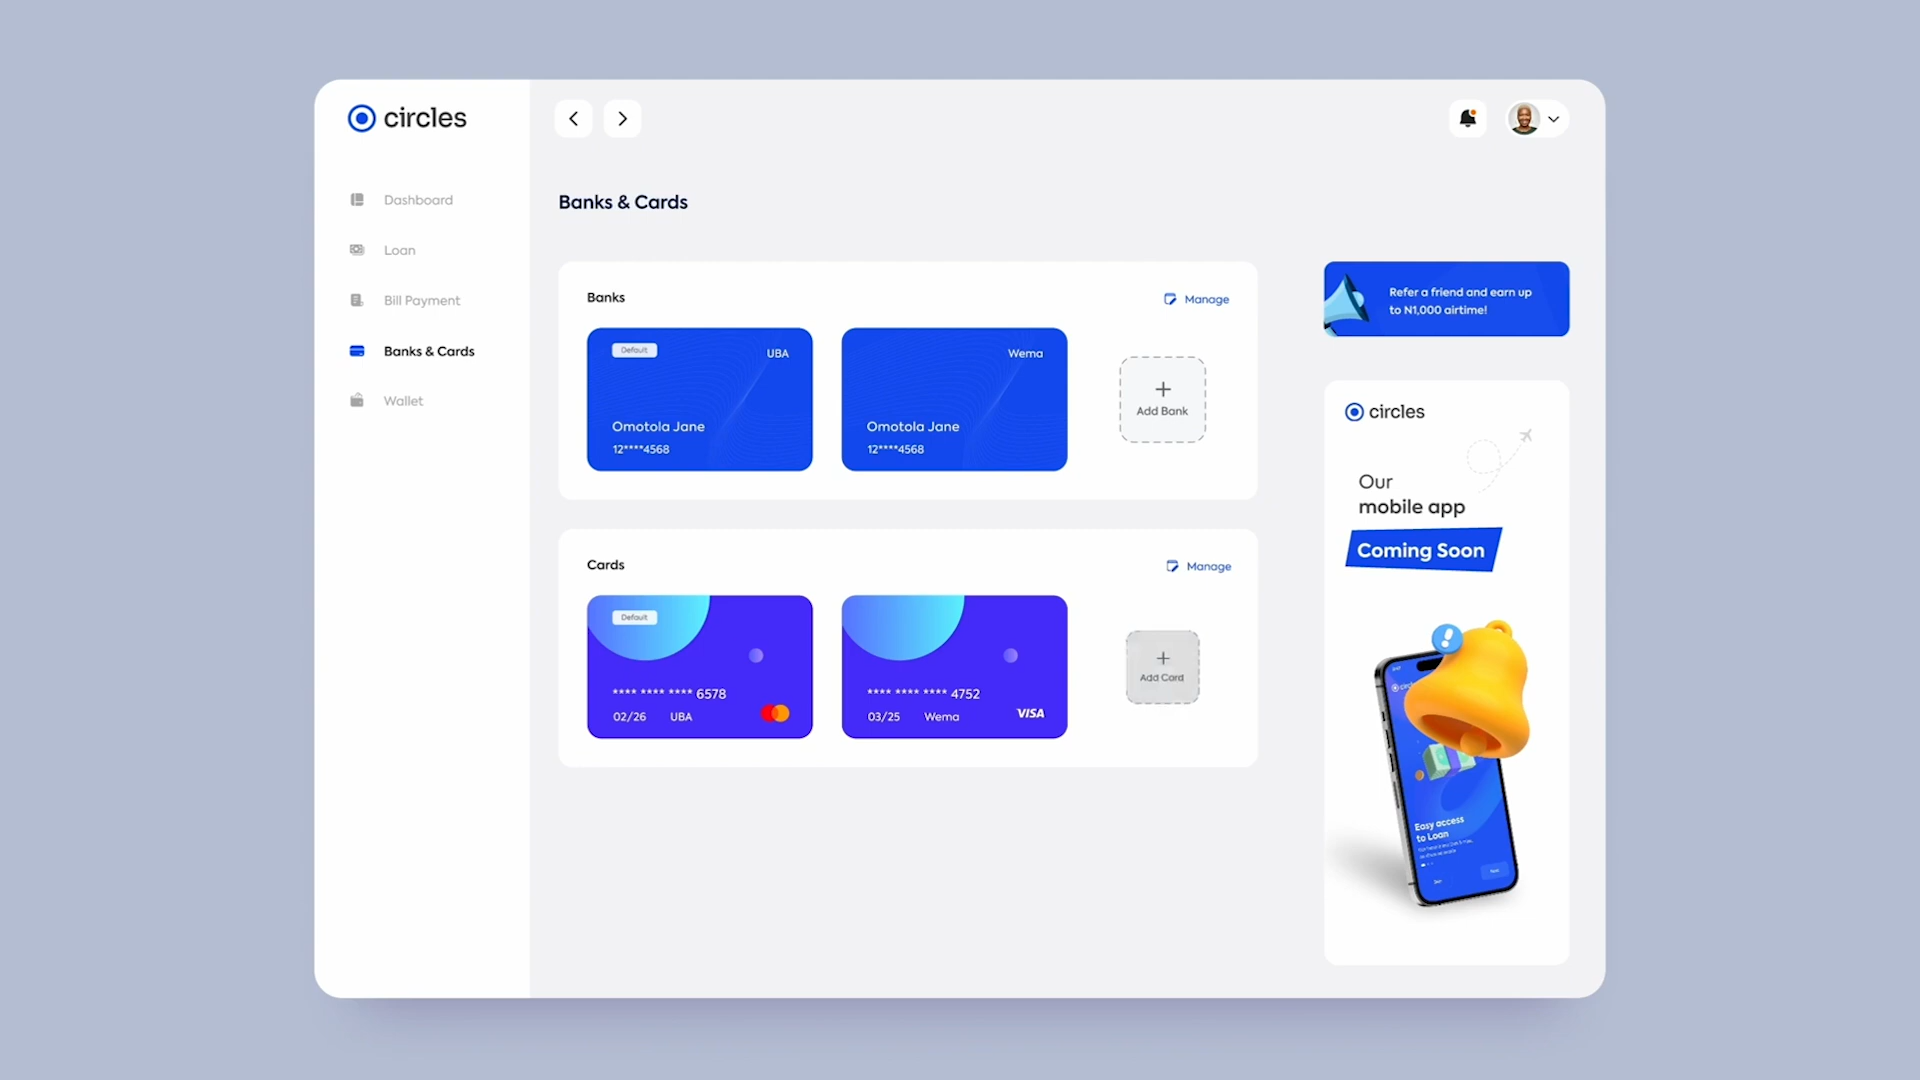 circles
Dashboard
Loan
Bill Payment
Banks & Cards
Wallet
Banks & Cards
Banks
Manage
Default
UBA
Omotola Jane
12****4568
Wema
Omotola Jane
12****4568
Add Bank
Cards
Manage
Default
**** **** **** 6578
02/26 UBA
**** **** **** 4752
03/25 Wema
VISA
Add Card
Refer a friend and earn up
to N1,000 airtime!
circles
Our
mobile app
Coming Soon
Easy access
to Loan